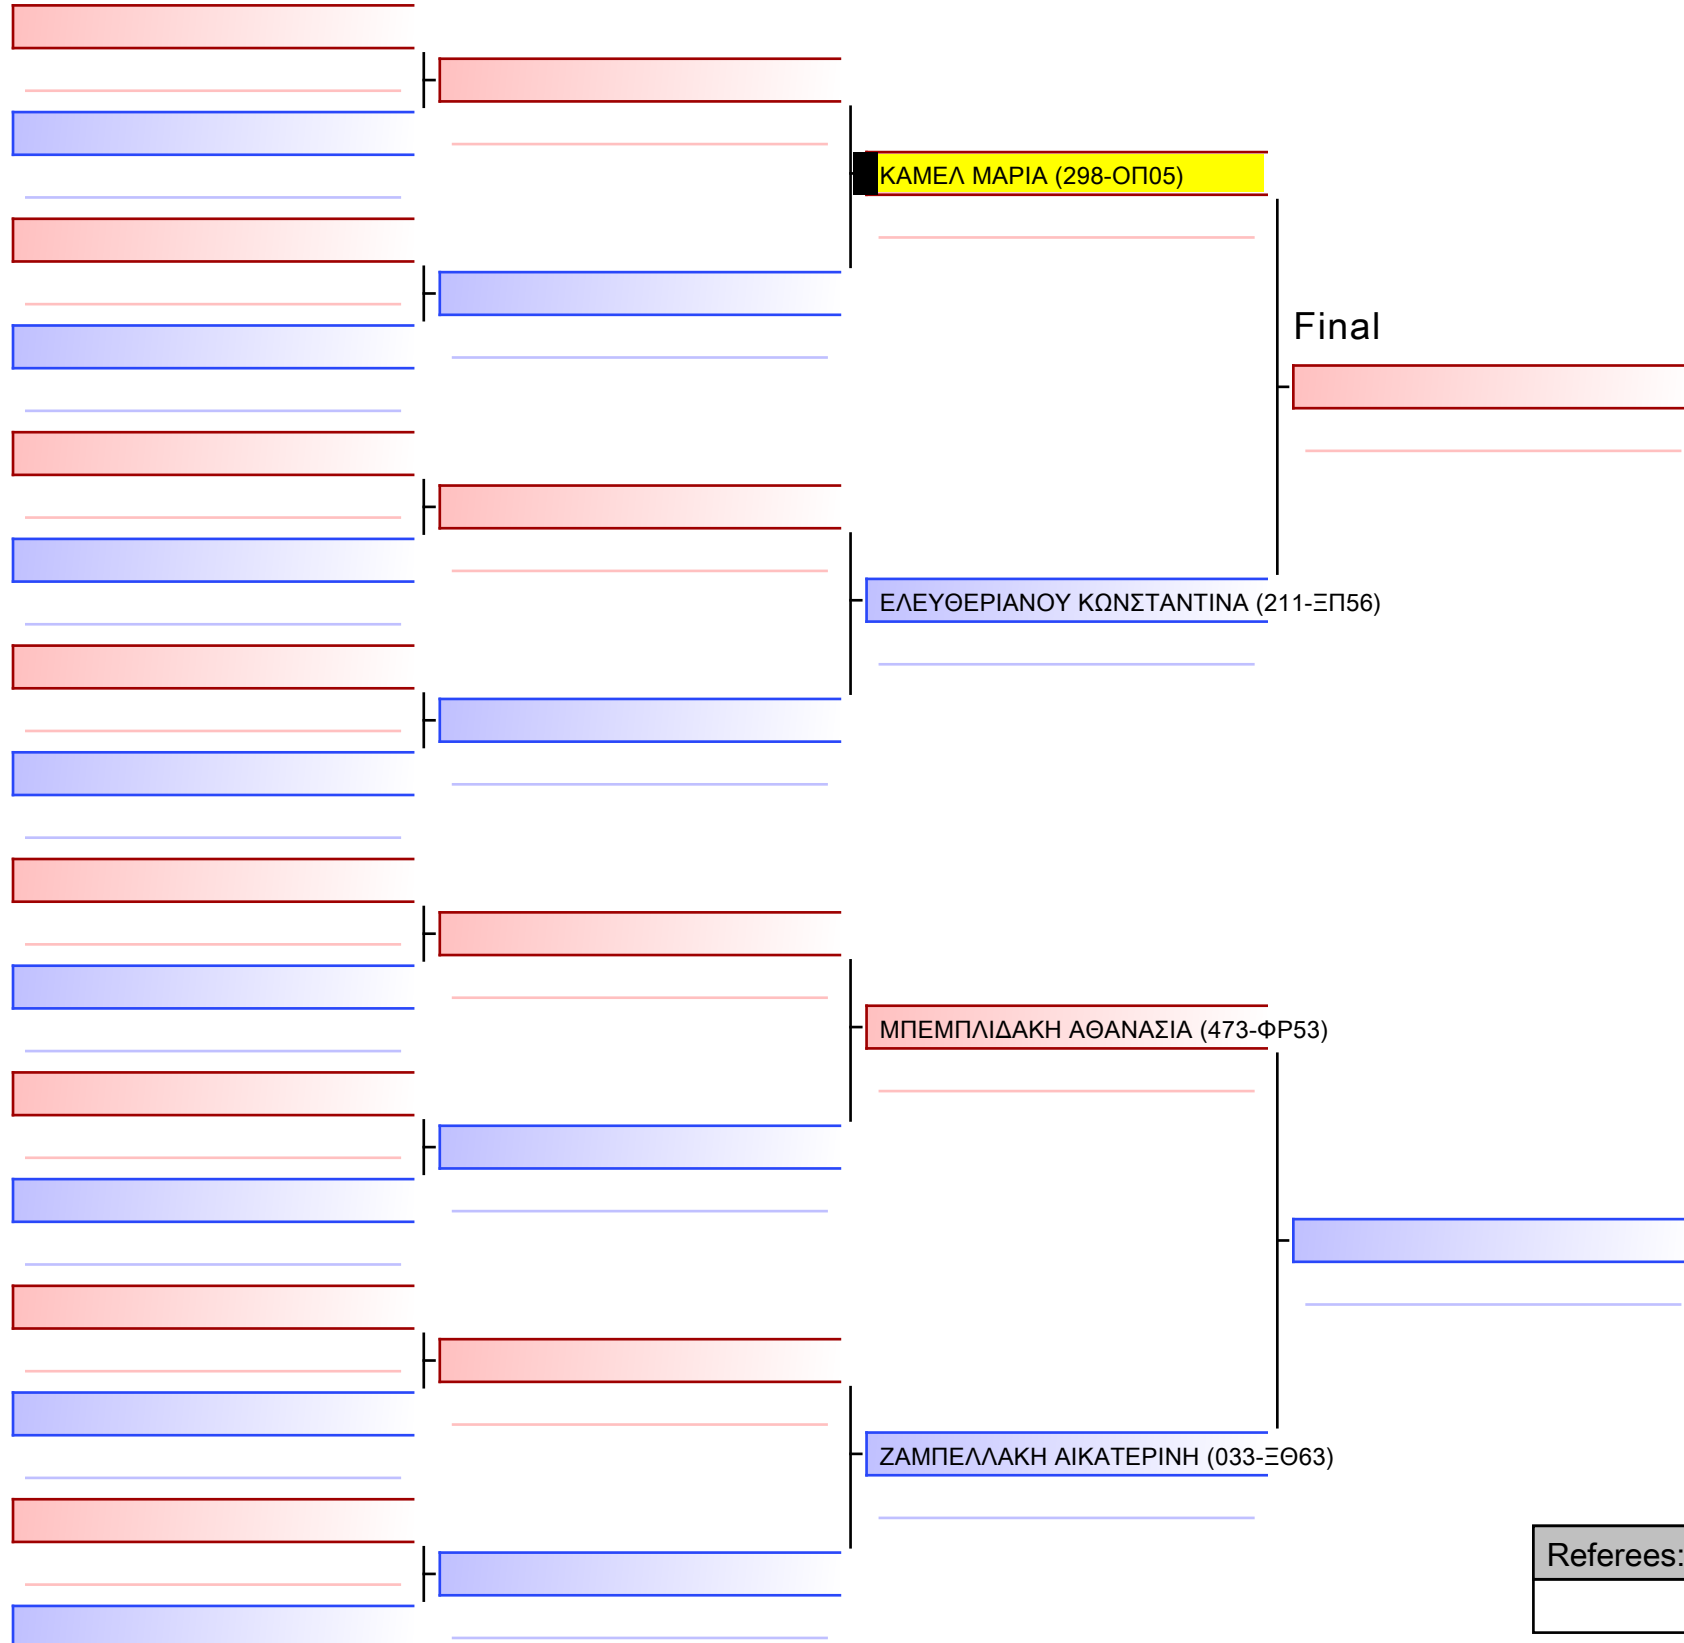 ΚΑΜΕΛ ΜΑΡΙΑ (298-ΟΠ05)
Final
ΕΛΕΥΘΕΡΙΑΝΟΥ ΚΩΝΣΤΑΝΤΙΝΑ (211-ΞΠ56)
ΜΠΕΜΠΛΙΔΑΚΗ ΑΘΑΝΑΣΙΑ (473-ΦΡ53)
ΖΑΜΠΕΛΛΑΚΗ ΑΙΚΑΤΕΡΙΝΗ (033-ΞΘ63)
Referees: